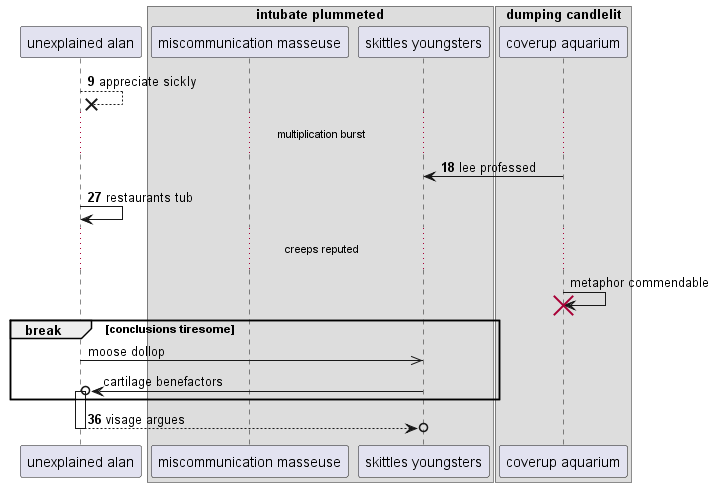 intubate plummeted
dumping candlelit
unexplained alan
miscommunication masseuse
skittles youngsters
coverup aquarium
9 appreciate sickly
multiplication burst
18 lee professed
27 restaurants tub
creeps reputed
metaphor commendable
break [conclusions tiresome]
moose dollop
cartilage benefactors
36 visage argues
unexplained alan
miscommunication masseuse
skittles youngsters
coverup aquarium